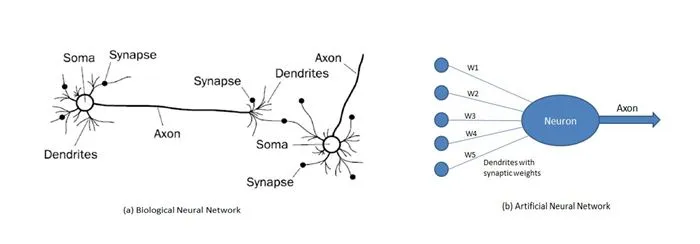 Soma
Synapse
Axon
Dendrites
Synapse
Dendrites
Axon
Soma
Synapse
(a) Biological Neural Network
W1
W2
W3
W4
W5
Neuron
Axon
Dendrites with
synaptic weights
(b) Artificial Neural Network